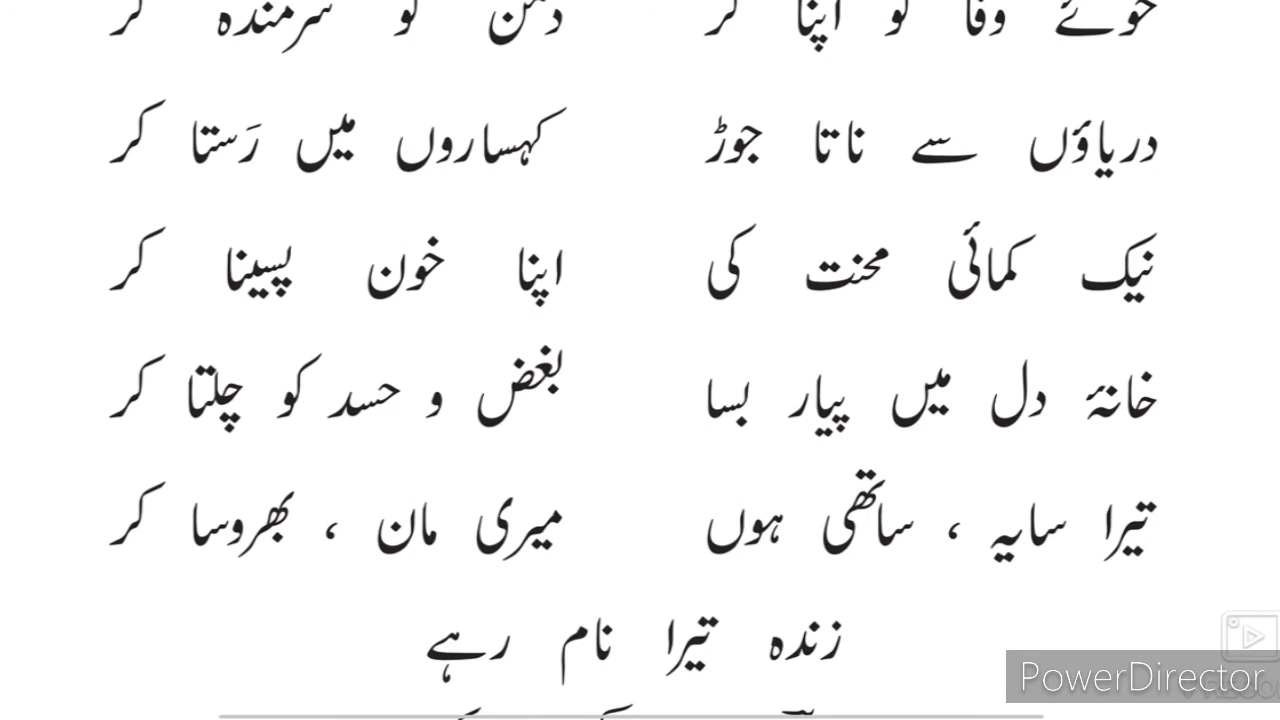 خوئے وفا کو اپنا کر دشمن کو شرمندہ کر
دریاؤں سے ناتا جوڑ کہساروں میں رَستا کر
نیک کمائی محنت کی اپنا خون پسینا کر
خانۂ دل میں پیار بسا بغض و حسد کو چلتا کر
تیرا سایہ ، ساتھی ہوں میری مان ، بھروسا کر
زندہ تیرا نام رہے
PowerDirector